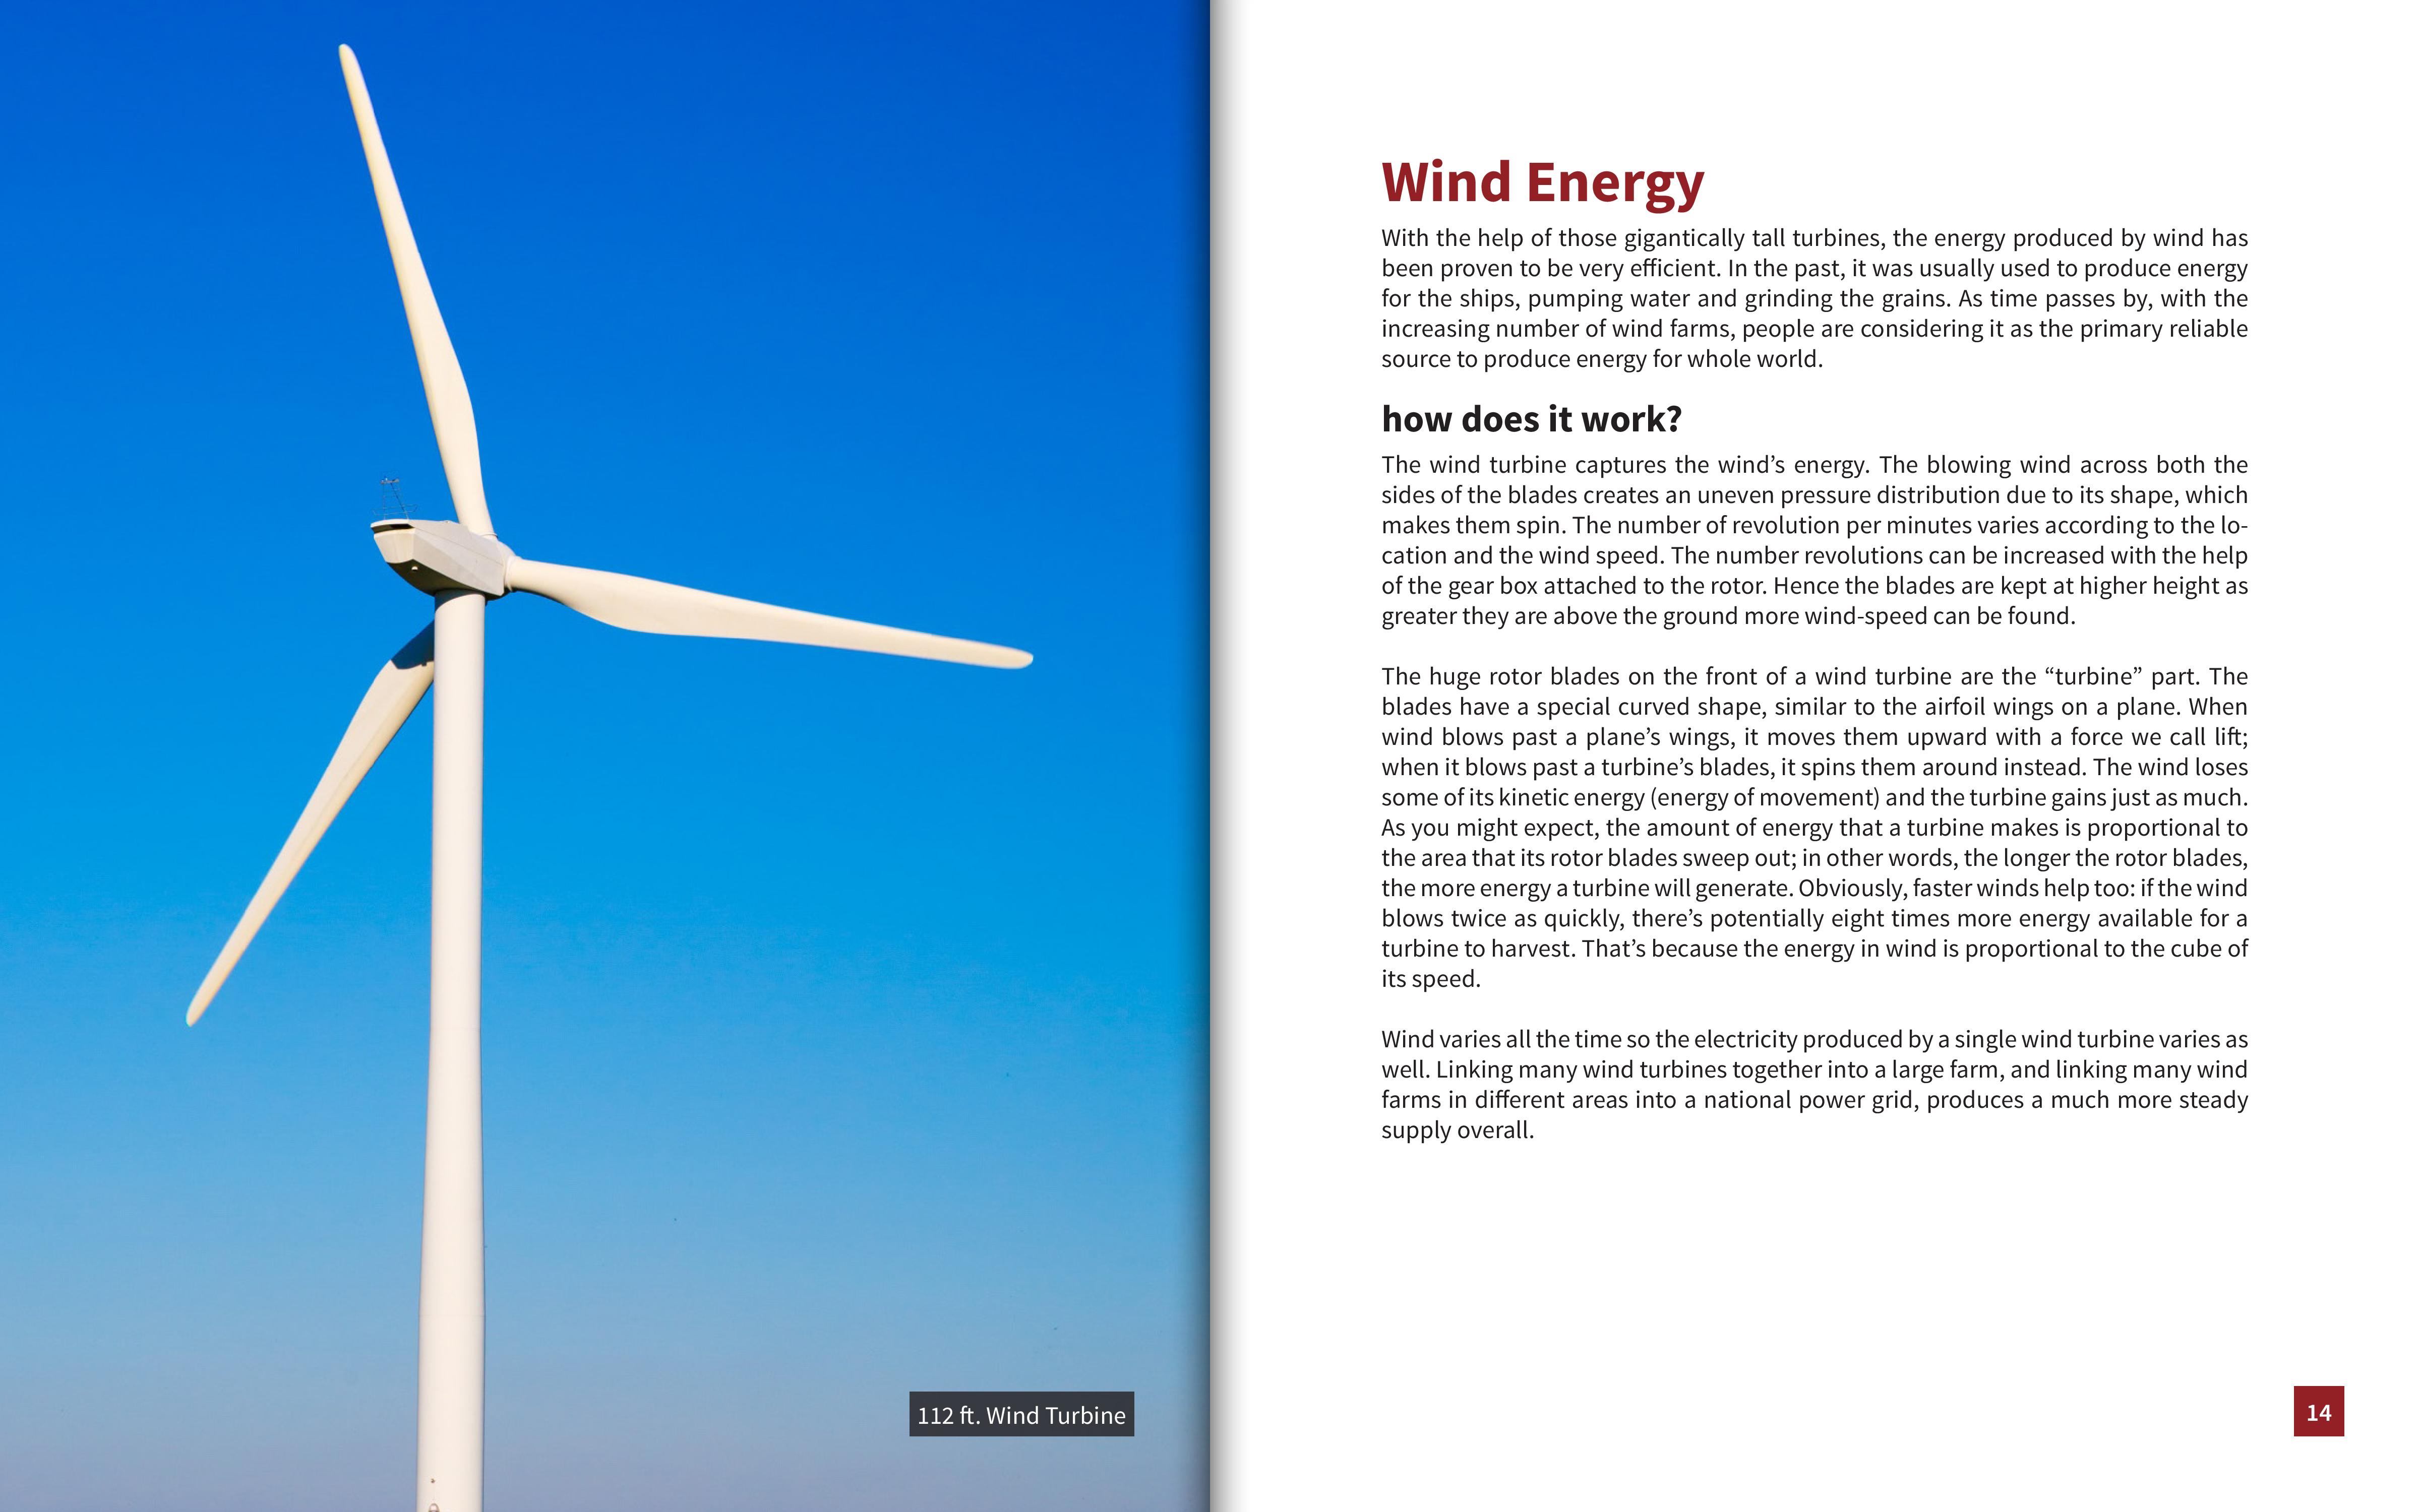 112 ft. Wind Turbine
Wind Energy
With the help of those gigantically tall turbines, the energy produced by wind has
been proven to be very efficient. In the past, it was usually used to produce energy
for the ships, pumping water and grinding the grains. As time passes by, with the
increasing number of wind farms, people are considering it as the primary reliable
source to produce energy for whole world.
how does it work?
The wind turbine captures the wind’s energy. The blowing wind across both the
sides of the blades creates an uneven pressure distribution due to its shape, which
makes them spin. The number of revolution per minutes varies according to the lo-
cation and the wind speed. The number revolutions can be increased with the help
of the gear box attached to the rotor. Hence the blades are kept at higher height as
greater they are above the ground more wind-speed can be found.
The huge rotor blades on the front of a wind turbine are the “turbine” part. The
blades have a special curved shape, similar to the airfoil wings on a plane. When
wind blows past a plane’s wings, it moves them upward with a force we call lift;
when it blows past a turbine’s blades, it spins them around instead. The wind loses
some of its kinetic energy (energy of movement) and the turbine gains just as much.
As you might expect, the amount of energy that a turbine makes is proportional to
the area that its rotor blades sweep out; in other words, the longer the rotor blades,
the more energy a turbine will generate. Obviously, faster winds help too: if the wind
blows twice as quickly, there’s potentially eight times more energy available for a
turbine to harvest. That’s because the energy in wind is proportional to the cube of
its speed.
Wind varies all the time so the electricity produced by a single wind turbine varies as
well. Linking many wind turbines together into a large farm, and linking many wind
farms in different areas into a national power grid, produces a much more steady
supply overall.
14